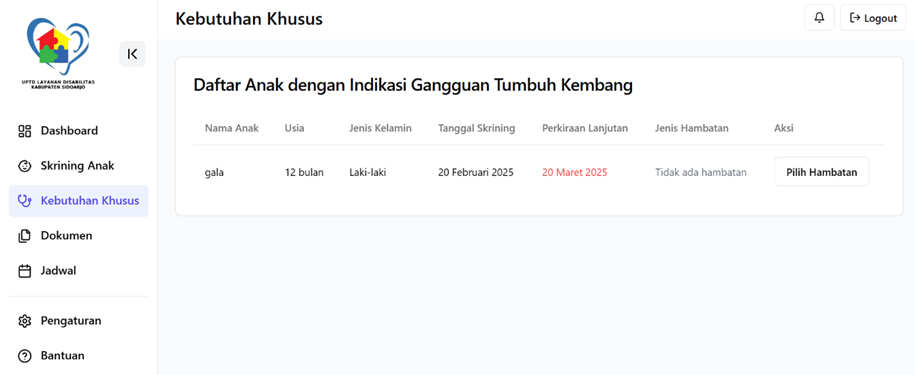 UPTD LAYANAN DISABILITAS
KABUPATEN SIDOARJO
Kebutuhan Khusus
Logout
Dashboard
Skrining Anak
Kebutuhan Khusus
Dokumen
Jadwal
Pengaturan
Bantuan
Daftar Anak dengan Indikasi Gangguan Tumbuh Kembang
Nama Anak Usia Jenis Kelamin Tanggal Skrining Perkiraan Lanjutan Jenis Hambatan Aksi
gala 12 bulan Laki-laki 20 Februari 2025 20 Maret 2025 Tidak ada hambatan Pilih Hambatan